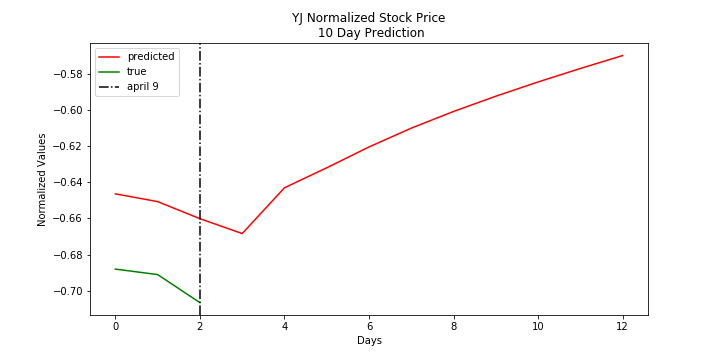 YJ Normalized Stock Price
10 Day Prediction
predicted
true
april 9
Normalized Values
−0.58
−0.60
−0.62
−0.64
−0.66
−0.68
−0.70
0
2
4
6
8
10
12
Days